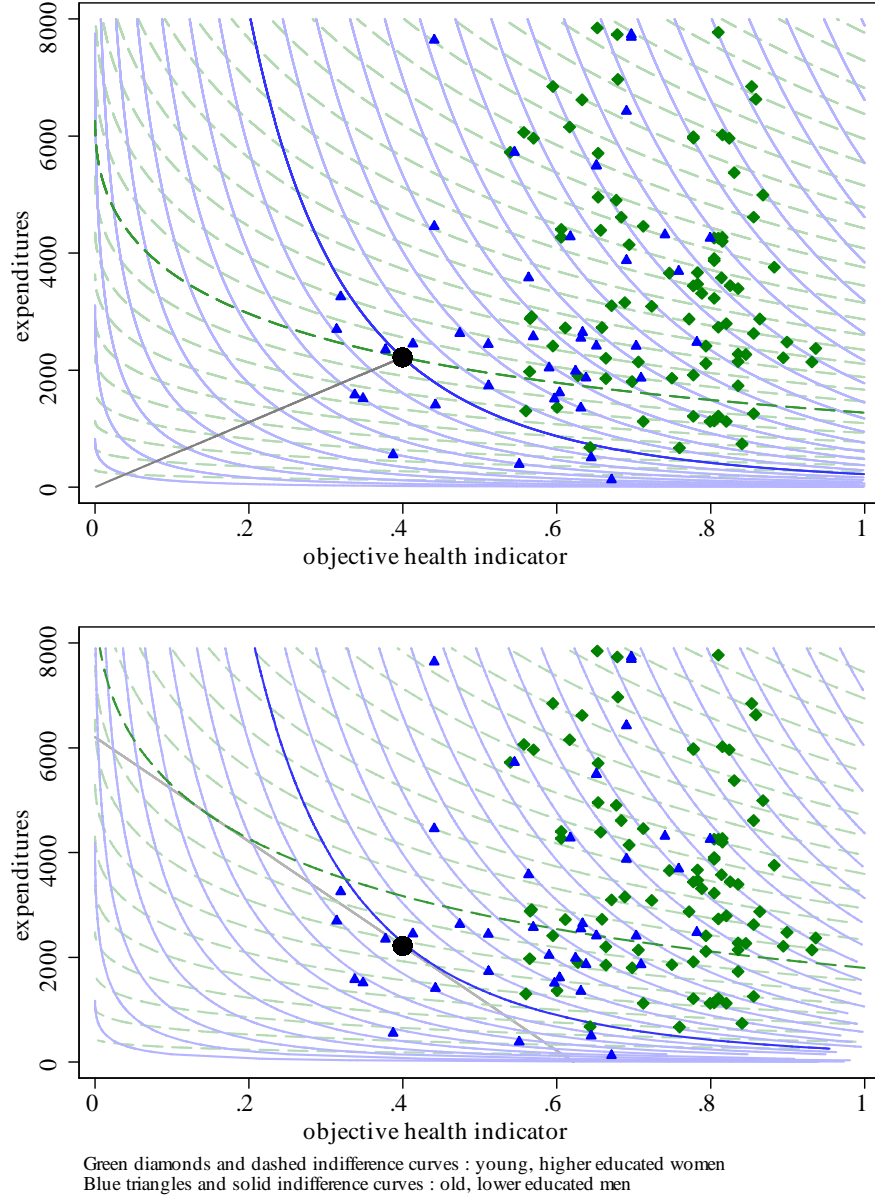 8000
6000
4000
2000
0
expenditures
0 .2 .4 .6 .8 1
objective health indicator
8000
6000
4000
2000
0
expenditures
0 .2 .4 .6 .8 1
objective health indicator
Green diamonds and dashed indifference curves : young, higher educated women
Blue triangles and solid indifference curves : old, lower educated men